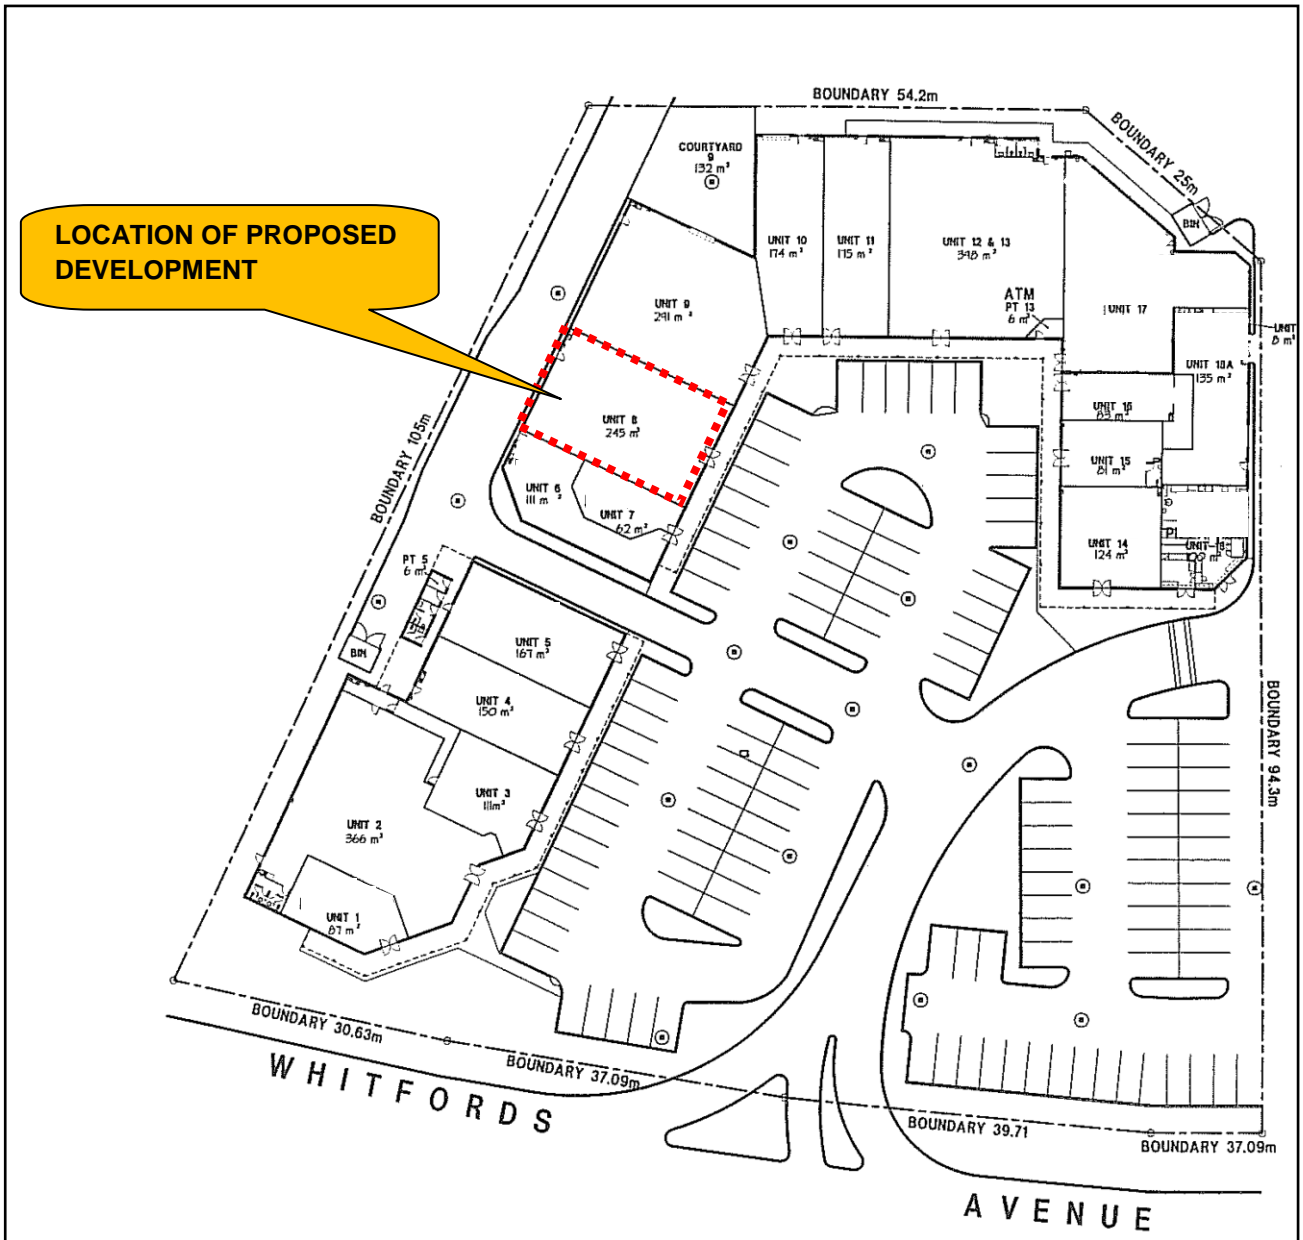 BOUNDARY 54.2m
BOUNDARY 25m
COURTYARD
9
132 m²
BIN
LOCATION OF PROPOSED
DEVELOPMENT
UNIT 10
174 m²
UNIT 11
175 m²
UNIT 12 & 13
348 m²
ATM
PT 13
6 m²
UNIT 17
UNIT
8 m²
UNIT 9
291 m²
UNIT 18A
135 m²
UNIT 16
83 m²
UNIT 8
245 m²
UNIT 15
81 m²
BOUNDARY 105m
UNIT 6
111 m²
UNIT 7
62 m²
UNIT 14
124 m²
PT 5
6 m²
BIN
UNIT 5
167 m²
UNIT 4
150 m²
UNIT 3
111m²
UNIT 2
366 m²
UNIT 1
87 m²
BOUNDARY 94.3m
BOUNDARY 30.63m
BOUNDARY 37.09m
BOUNDARY 39.71
BOUNDARY 37.09m
WHITFORDS
AVENUE